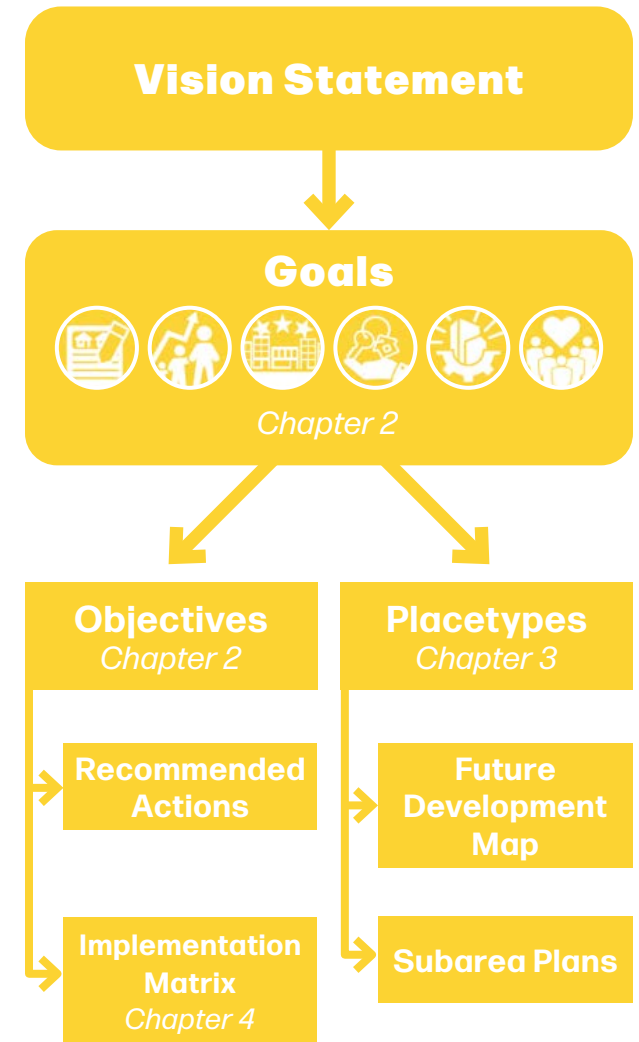 Vision Statement
Goals
Chapter 2
Objectives
Chapter 2
Recommended
Actions
Implementation
Matrix
Chapter 4
Placetypes
Chapter 3
Future
Development
Map
Subarea Plans